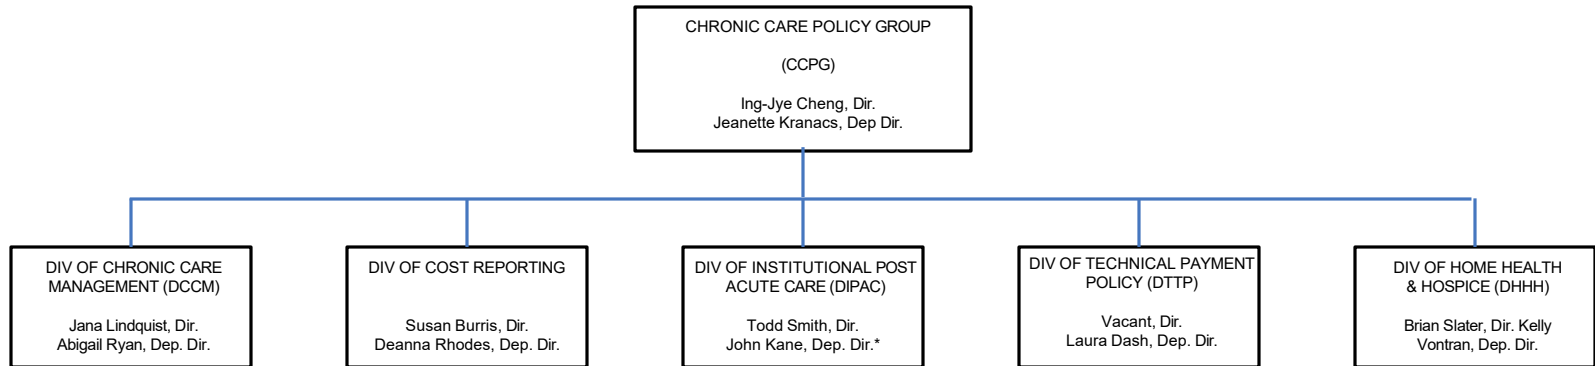 CHRONIC CARE POLICY GROUP
(CCPG)
Ing-Jye Cheng, Dir.
Jeanette Kranacs, Dep Dir.
DIV OF CHRONIC CARE
MANAGEMENT (DCCM)
Jana Lindquist, Dir.
Abigail Ryan, Dep. Dir.
DIV OF COST REPORTING
Susan Burris, Dir.
Deanna Rhodes, Dep. Dir.
DIV OF INSTITUTIONAL POST
ACUTE CARE (DIPAC)
Todd Smith, Dir.
John Kane, Dep. Dir.*
DIV OF TECHNICAL PAYMENT
POLICY (DTTP)
Vacant, Dir.
Laura Dash, Dep. Dir.
DIV OF HOME HEALTH
& HOSPICE (DHHH)
Brian Slater, Dir. Kelly
Vontran, Dep. Dir.